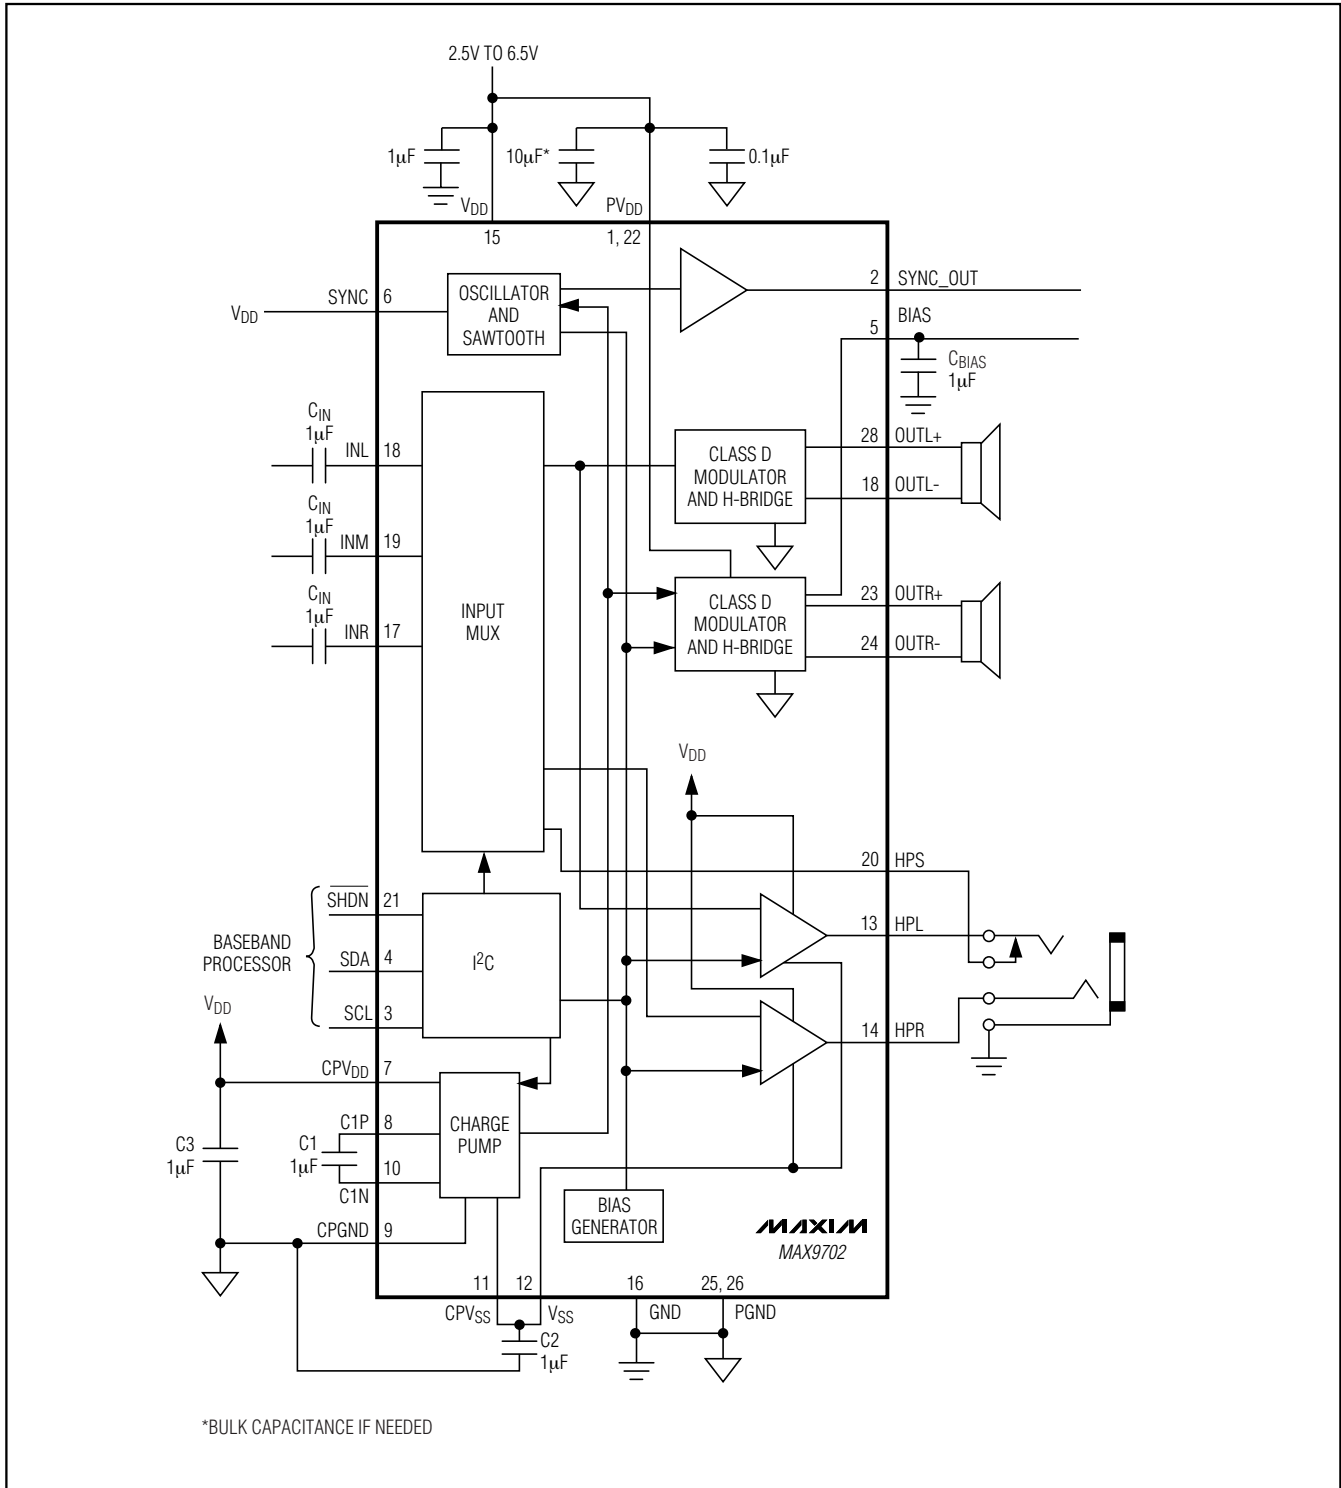 2.5V TO 6.5V
1µF
10µF*
0.1µF
VDD
PVDD
15
1, 22
VDD
SYNC
6
OSCILLATOR
AND
SAWTOOTH
2
SYNC_OUT
5
BIAS
CBIAS
1µF
CIN
1µF
INL
18
CIN
1µF
INM
19
CIN
1µF
INR
17
INPUT
MUX
CLASS D
MODULATOR
AND H-BRIDGE
28
OUTL+
18
OUTL-
CLASS D
MODULATOR
AND H-BRIDGE
23
OUTR+
24
OUTR-
VDD
20
HPS
13
HPL
14
HPR
BASEBAND
PROCESSOR
SHDN
21
SDA
4
SCL
3
I2C
VDD
CPVDD
7
C1P
8
C1
1µF
10
C1N
C3
1µF
CPGND
9
CHARGE
PUMP
BIAS
GENERATOR
MAXIM
MAX9702
11
12
16
25, 26
CPVSS
VSS
GND
PGND
C2
1µF
*BULK CAPACITANCE IF NEEDED